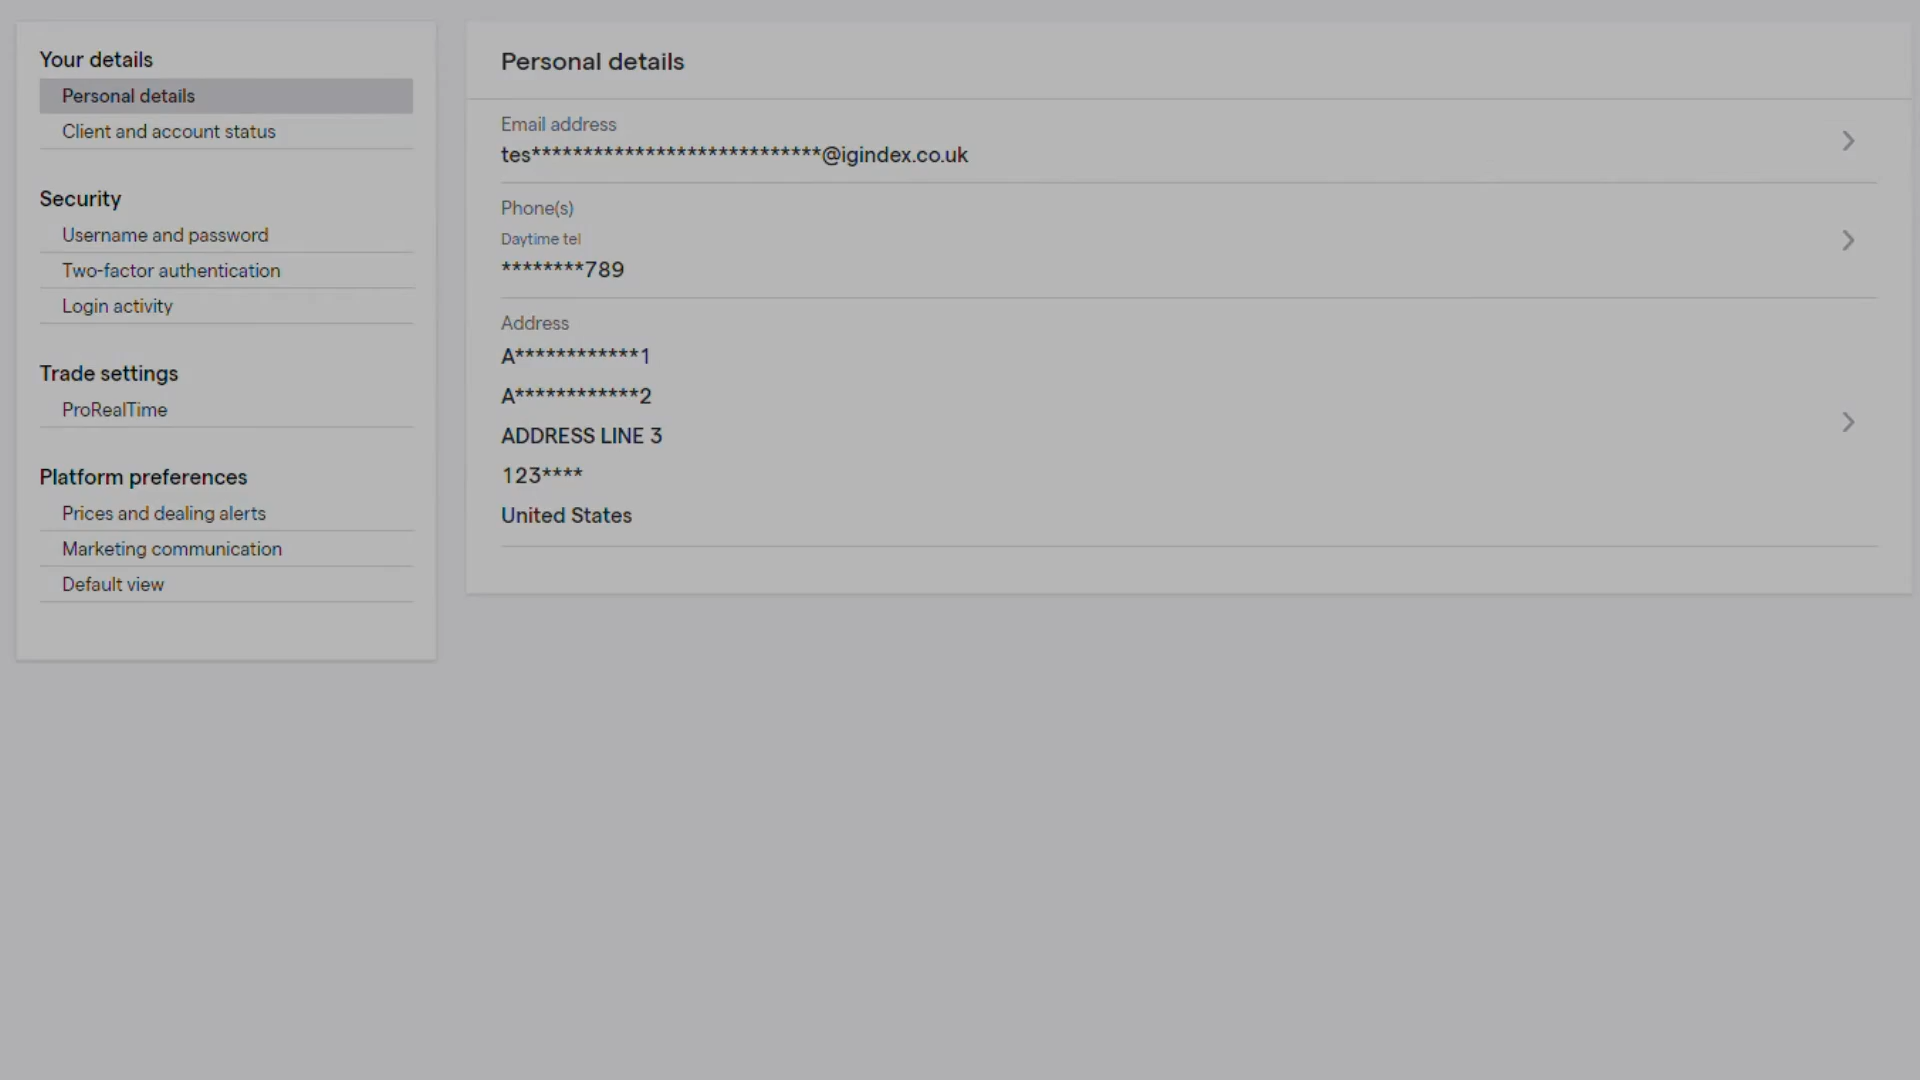 Your details
Personal details
Client and account status
Security
Username and password
Two-factor authentication
Login activity
Trade settings
ProRealTime
Platform preferences
Prices and dealing alerts
Marketing communication
Default view
Personal details
Email address
tes****************************@igindex.co.uk
Phone(s)
Daytime tel
********789
Address
A************1
A************2
ADDRESS LINE 3
123****
United States